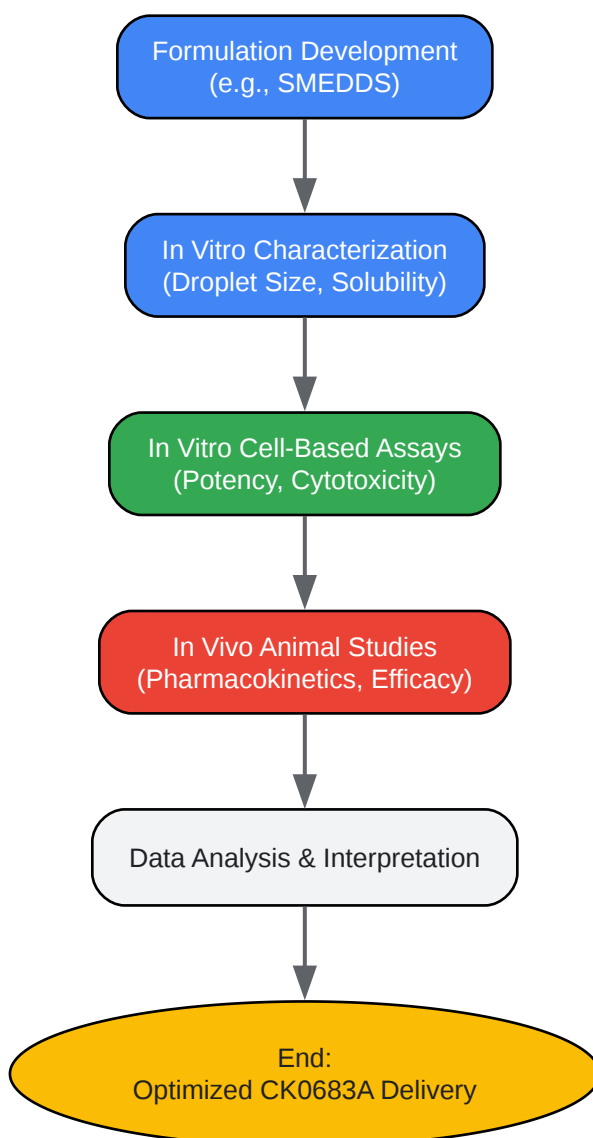 Formulation Development
(e.g., SMEDDS)
In Vitro Characterization
(Droplet Size, Solubility)
In Vitro Cell-Based Assays
(Potency, Cytotoxicity)
In Vivo Animal Studies
(Pharmacokinetics, Efficacy)
Data Analysis & Interpretation
End:
Optimized CK0683A Delivery